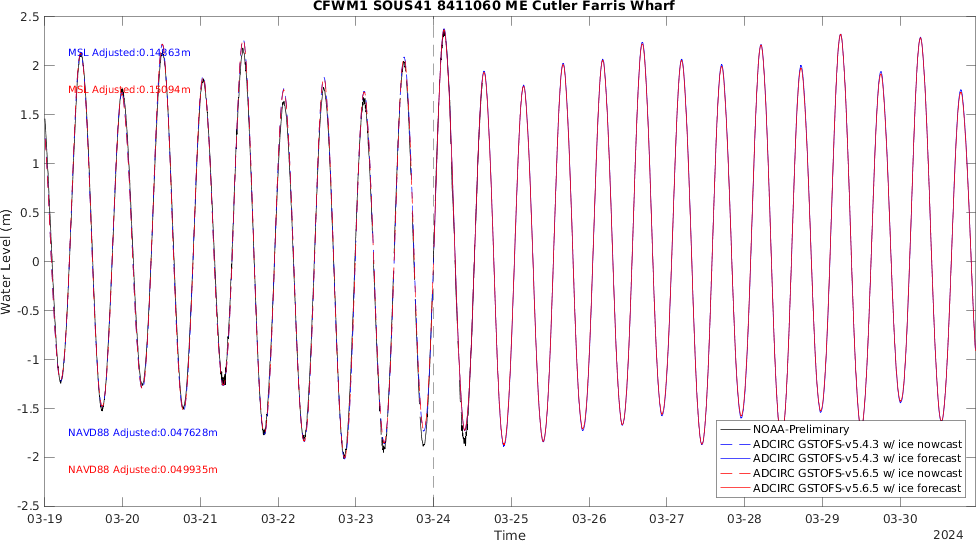 CFWM1 SOUS41 8411060 ME Cutler Farris Wharf
2.5
2
1.5
1
0.5
0
-0.5
-1
-1.5
-2
-2.5
Water Level (m)
MSL Adjusted:0.14863m
MSL Adjusted:0.15094m
NAVD88 Adjusted:0.047628m
NAVD88 Adjusted:0.049935m
NOAA-Preliminary
ADCIRC GSTOFS-v5.4.3 w/ ice nowcast
ADCIRC GSTOFS-v5.4.3 w/ ice forecast
ADCIRC GSTOFS-v5.6.5 w/ ice nowcast
ADCIRC GSTOFS-v5.6.5 w/ ice forecast
03-19 03-20 03-21 03-22 03-23 03-24 03-25 03-26 03-27 03-28 03-29 03-30
Time
2024